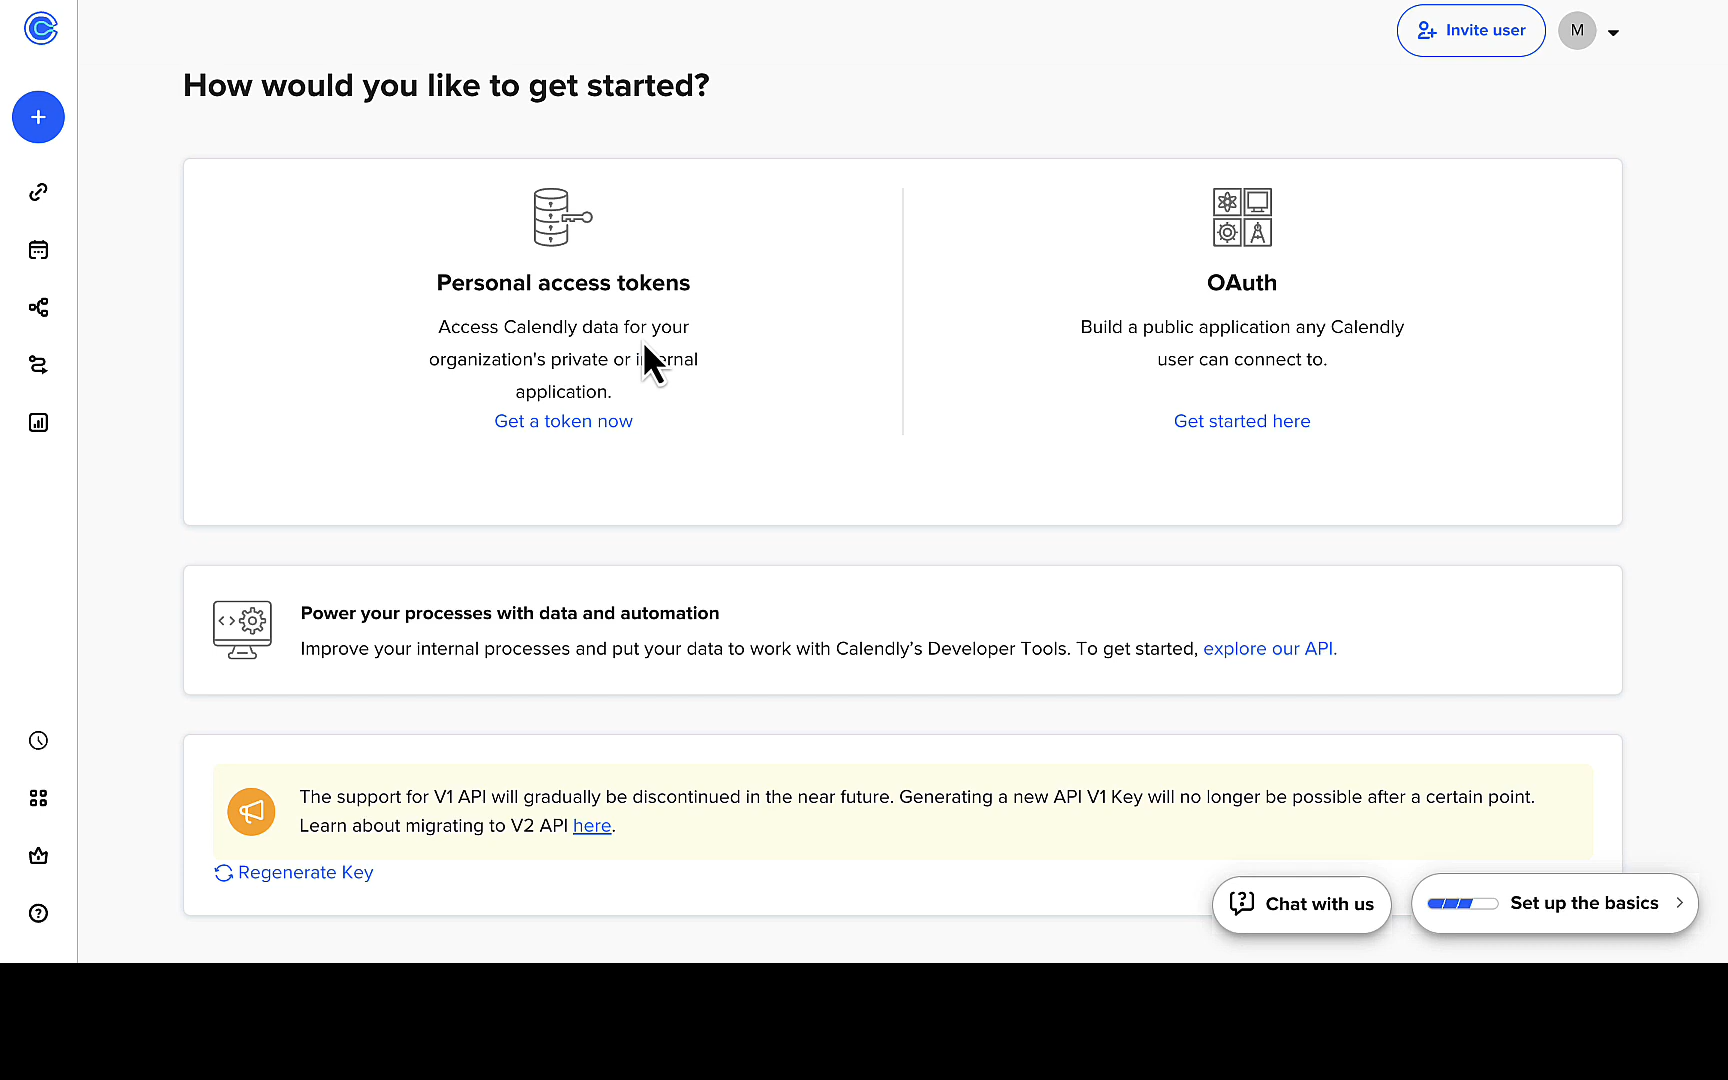 Invite user
M
How would you like to get started?
Personal access tokens
Access Calendly data for your
organization's private or internal
application.
Get a token now
OAuth
Build a public application any Calendly
user can connect to.
Get started here
Power your processes with data and automation
Improve your internal processes and put your data to work with Calendly’s Developer Tools. To get started, explore our API.
The support for V1 API will gradually be discontinued in the near future. Generating a new API V1 Key will no longer be possible after a certain point.
Learn about migrating to V2 API here.
Regenerate Key
Chat with us
Set up the basics